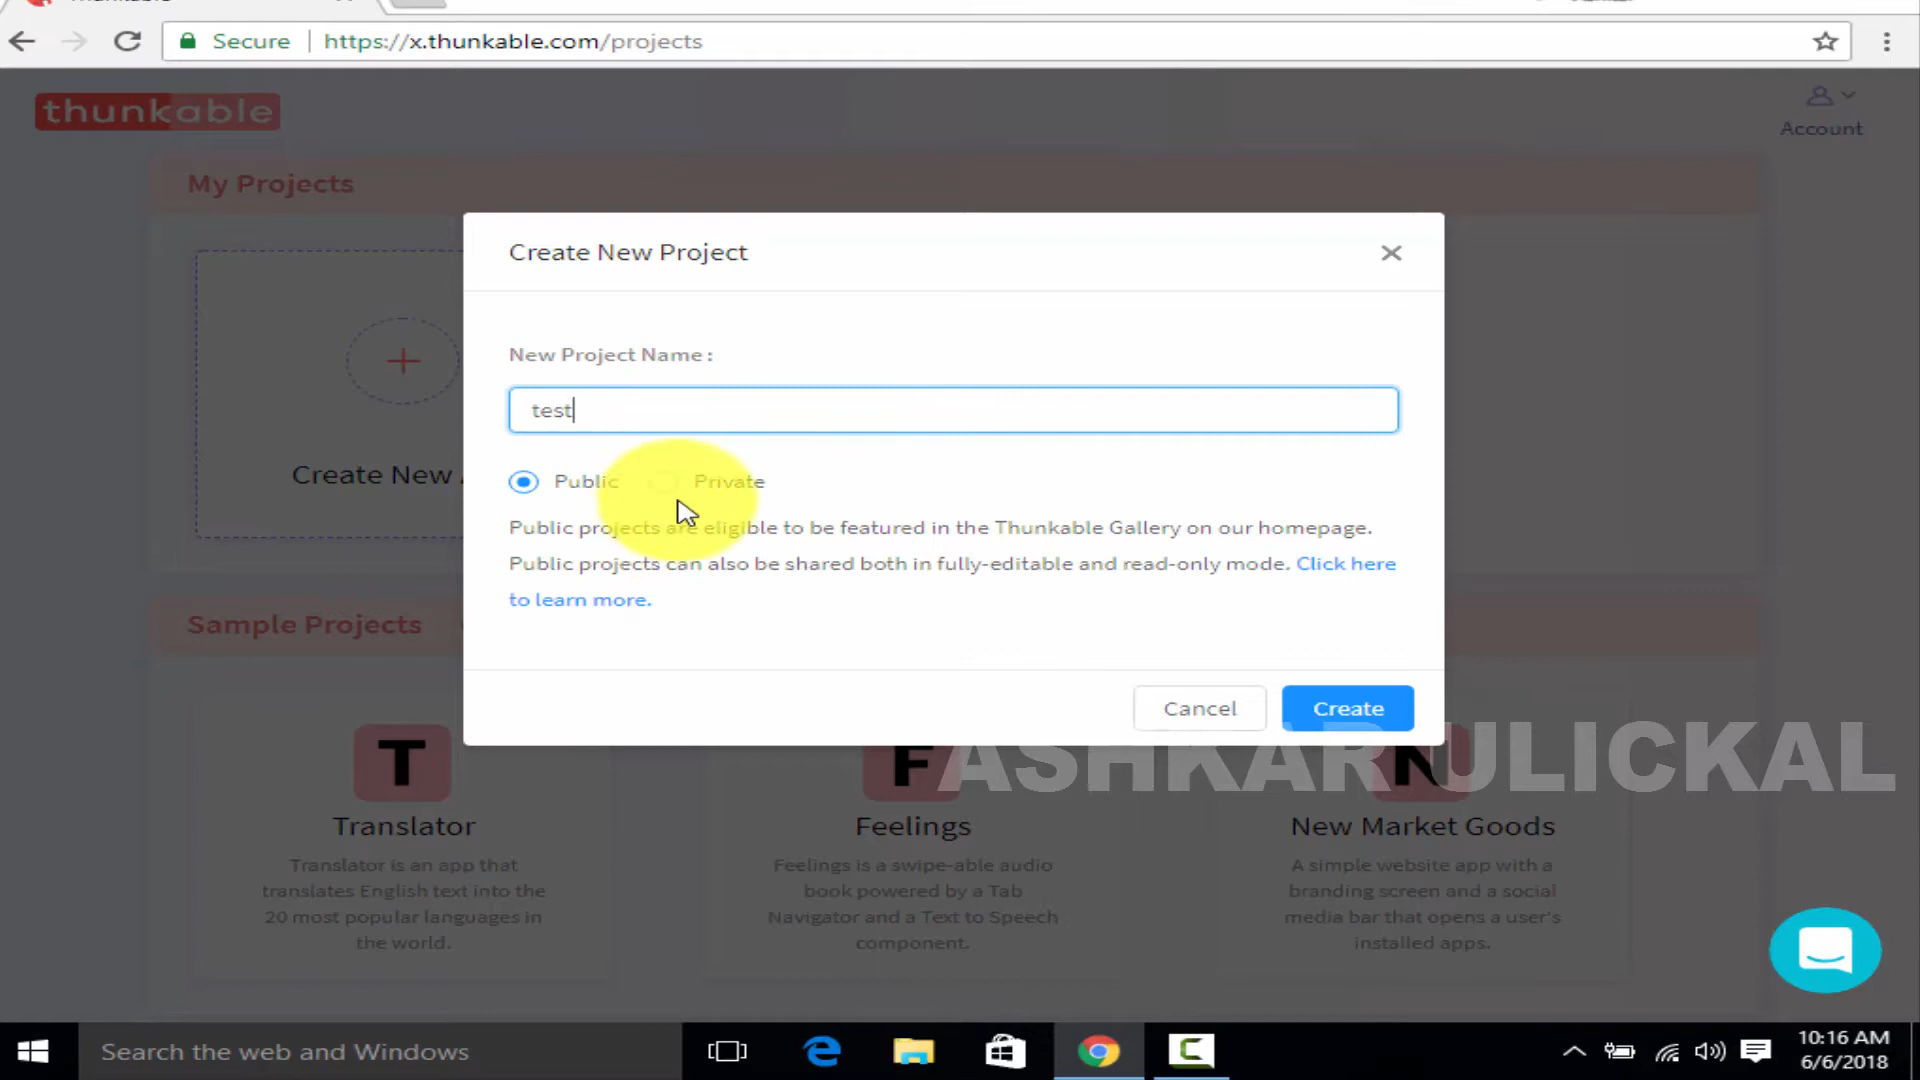 Secure
https://x.thunkable.com/projects
thunkable
Account
My Projects
Create New Project
New Project Name :
test
Public Private
Create New
Public projects are eligible to be featured in the Thunkable Gallery on our homepage.
Public projects can also be shared both in fully-editable and read-only mode. Click here
to learn more.
Sample Projects
Cancel Create
ASHKAR ULICKAL
T
F
N
Translator
Translator is an app that
translates English text into the
20 most popular languages in
the world.
Feelings
Feelings is a swipe-able audio
book powered by a Tab
Navigator and a Text to Speech
component.
New Market Goods
A simple website app with a
branding screen and a social
media bar that opens a user's
installed apps.
Search the web and Windows
10:16 AM
6/6/2018